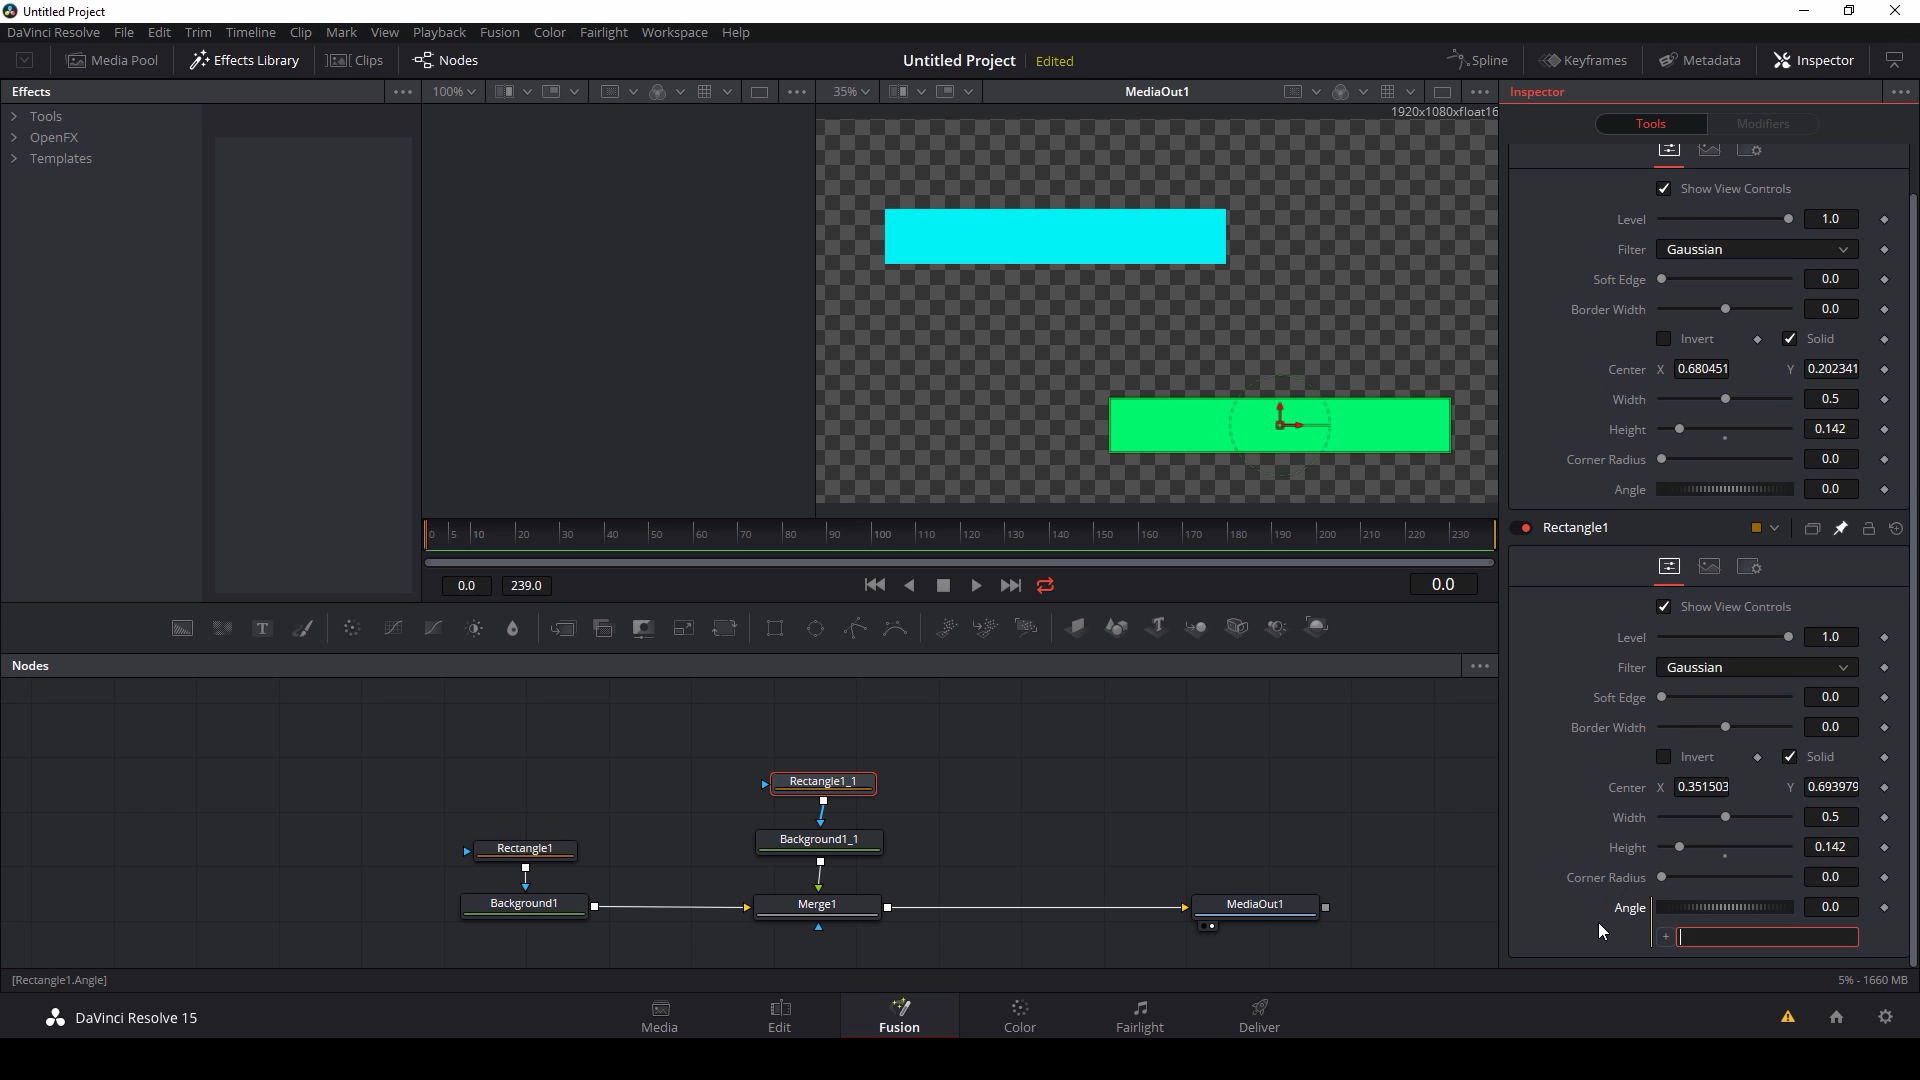 Untitled Project
DaVinci Resolve File Edit Trim Timeline Clip Mark View Playback Fusion Color Fairlight Workspace Help
Media Pool Effects Library Clips Nodes Untitled Project Edited Spline Keyframes Metadata Inspector
Effects 100% 35% MediaOut1 Inspector
1920x1080xfloat16
Tools
OpenFX
Templates
Tools Modifiers
Show View Controls
Level 1.0
Filter Gaussian
Soft Edge 0.0
Border Width 0.0
Invert Solid
Center X 0.680451 Y 0.202341
Width 0.5
Height 0.142
Corner Radius 0.0
Angle 0.0
Rectangle1
Show View Controls
Level 1.0
Filter Gaussian
Soft Edge 0.0
Border Width 0.0
Invert Solid
Center X 0.351503 Y 0.693979
Width 0.5
Height 0.142
Corner Radius 0.0
Angle 0.0
+
0 5 10 20 30 40 50 60 70 80 90 100 110 120 130 140 150 160 170 180 190 200 210 220 230
0.0 239.0 0.0
T
Nodes
Rectangle1_1
Background1_1
Rectangle1
Background1
Merge1
MediaOut1
[Rectangle1.Angle] 5% - 1660 MB
DaVinci Resolve 15 Media Edit Fusion Color Fairlight Deliver